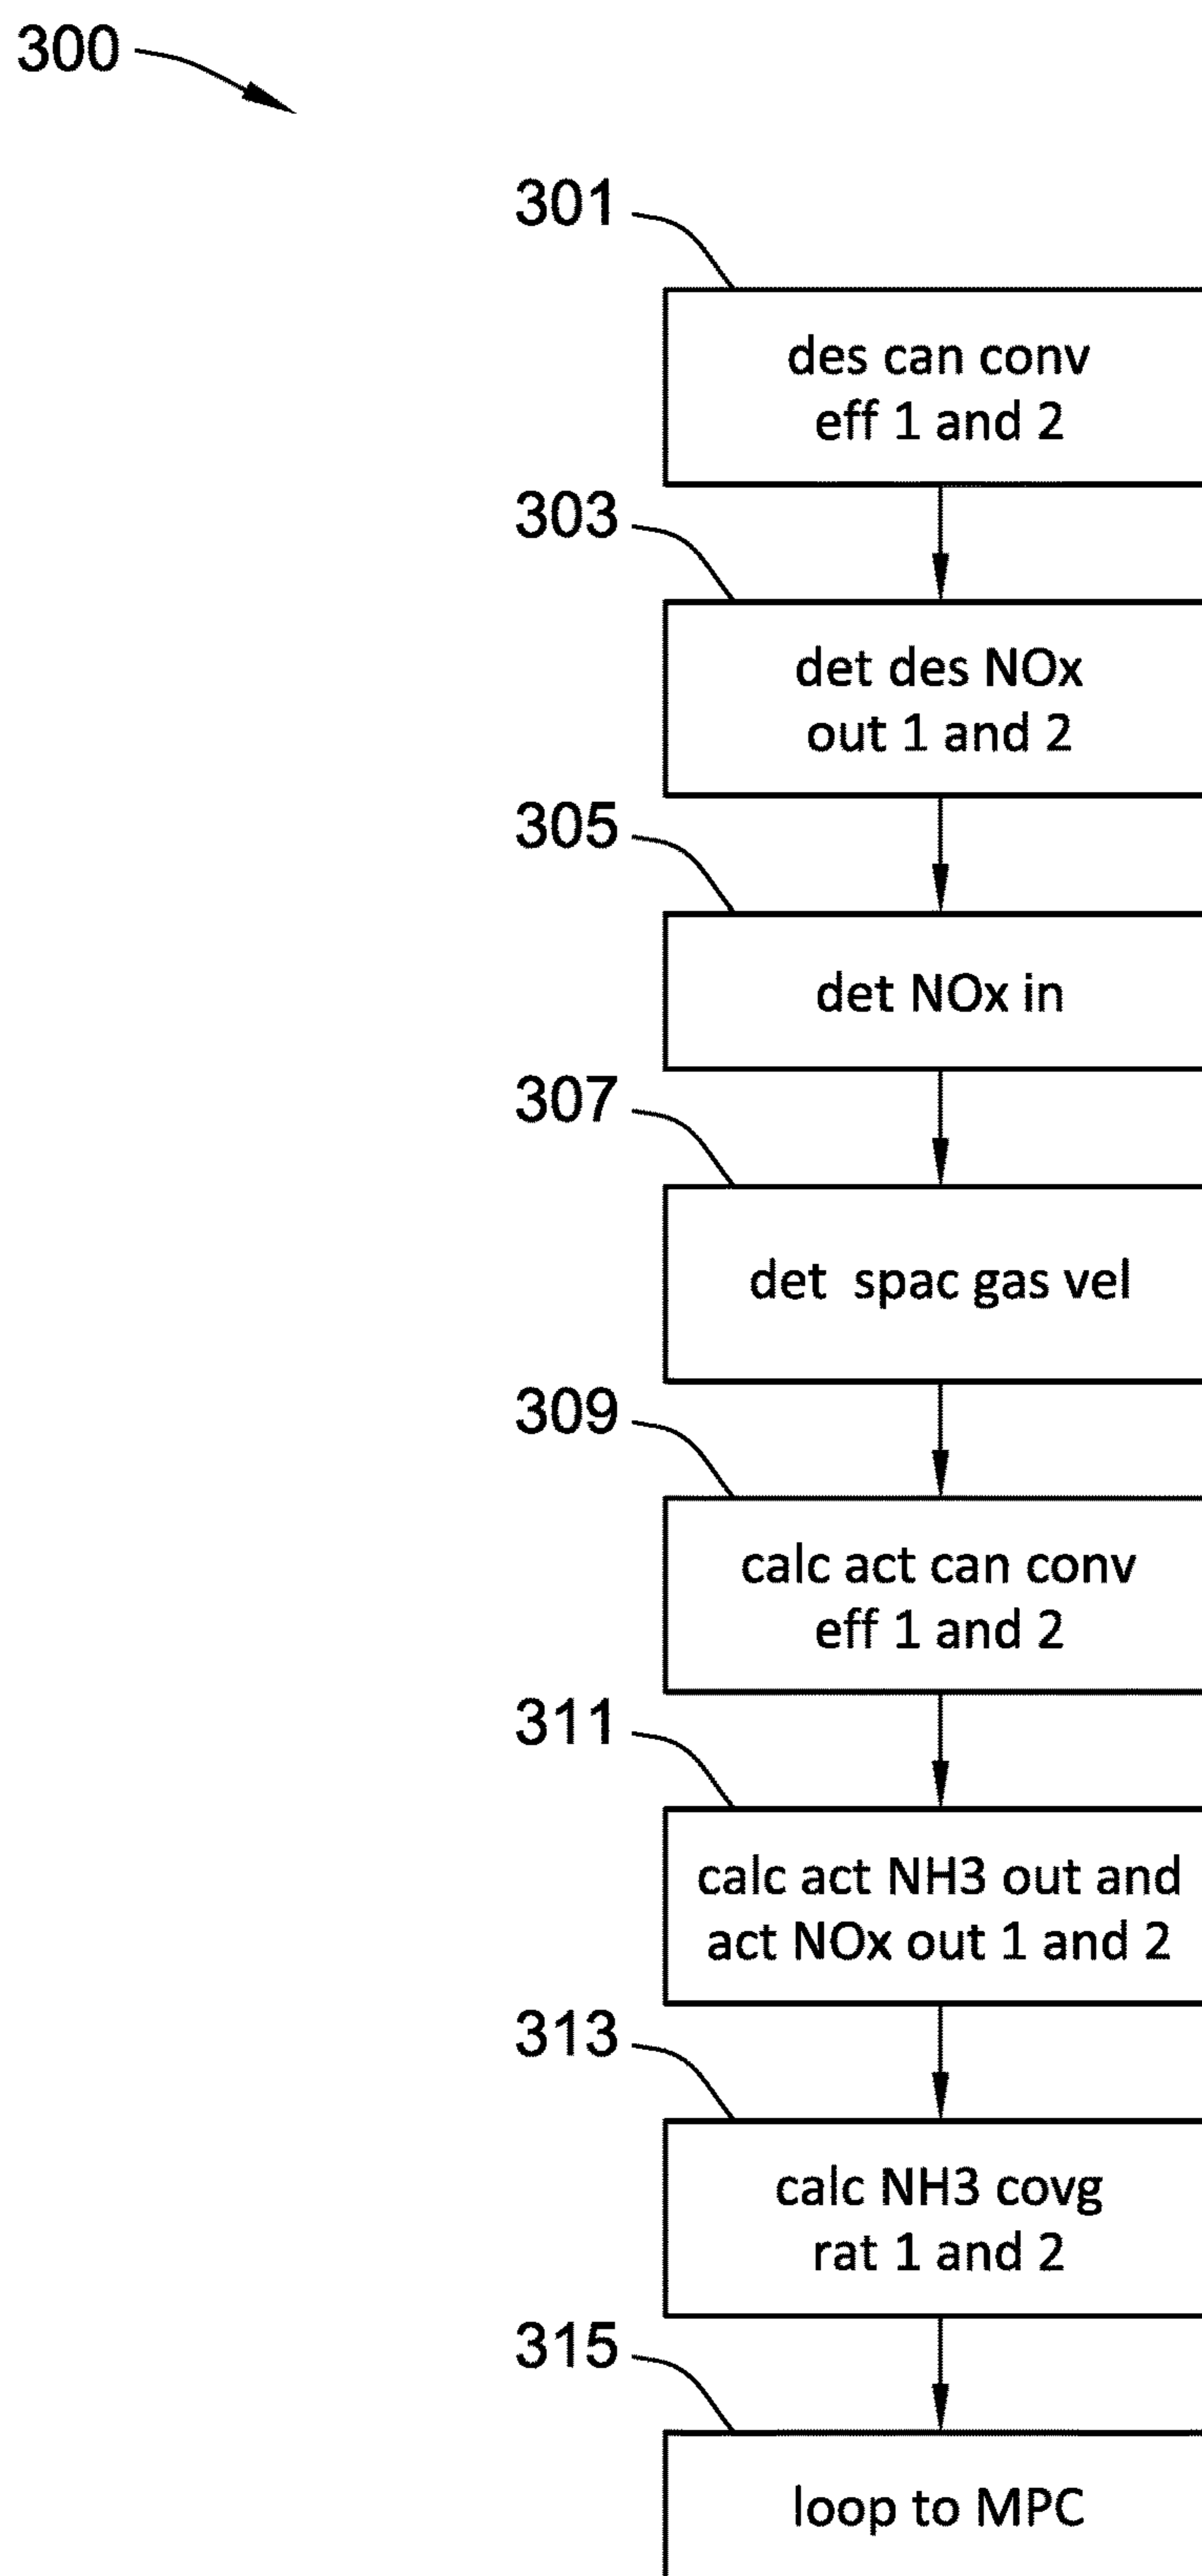 300
301
des can conv
eff 1 and 2
303
det des NOx
out 1 and 2
305
det NOx in
307
det spac gas vel
309
calc act can conv
eff 1 and 2
311
calc act NH3 out and
act NOx out 1 and 2
313
calc NH3 covg
rat 1 and 2
315
loop to MPC